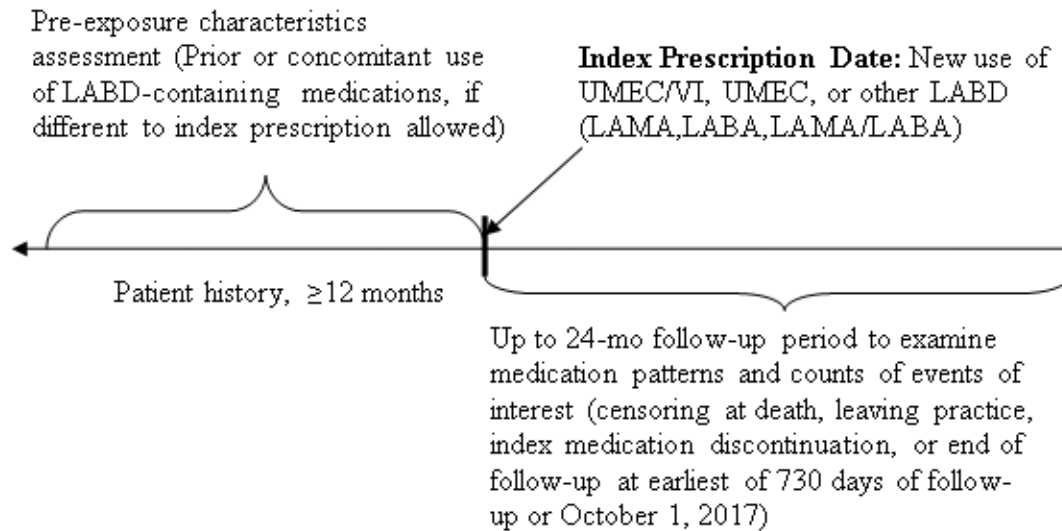 Pre-exposure characteristics
assessment (Prior or concomitant use
of LABD-containing medications, if
different to index prescription allowed)
Index Prescription Date: New use of
UMEC/VI, UMEC, or other LABD
(LAMA,LABA,LAMA/LABA)
Patient history, ≥12 months
Up to 24-mo follow-up period to examine
medication patterns and counts of events of
interest (censoring at death, leaving practice,
index medication discontinuation, or end of
follow-up at earliest of 730 days of follow-
up or October 1, 2017)